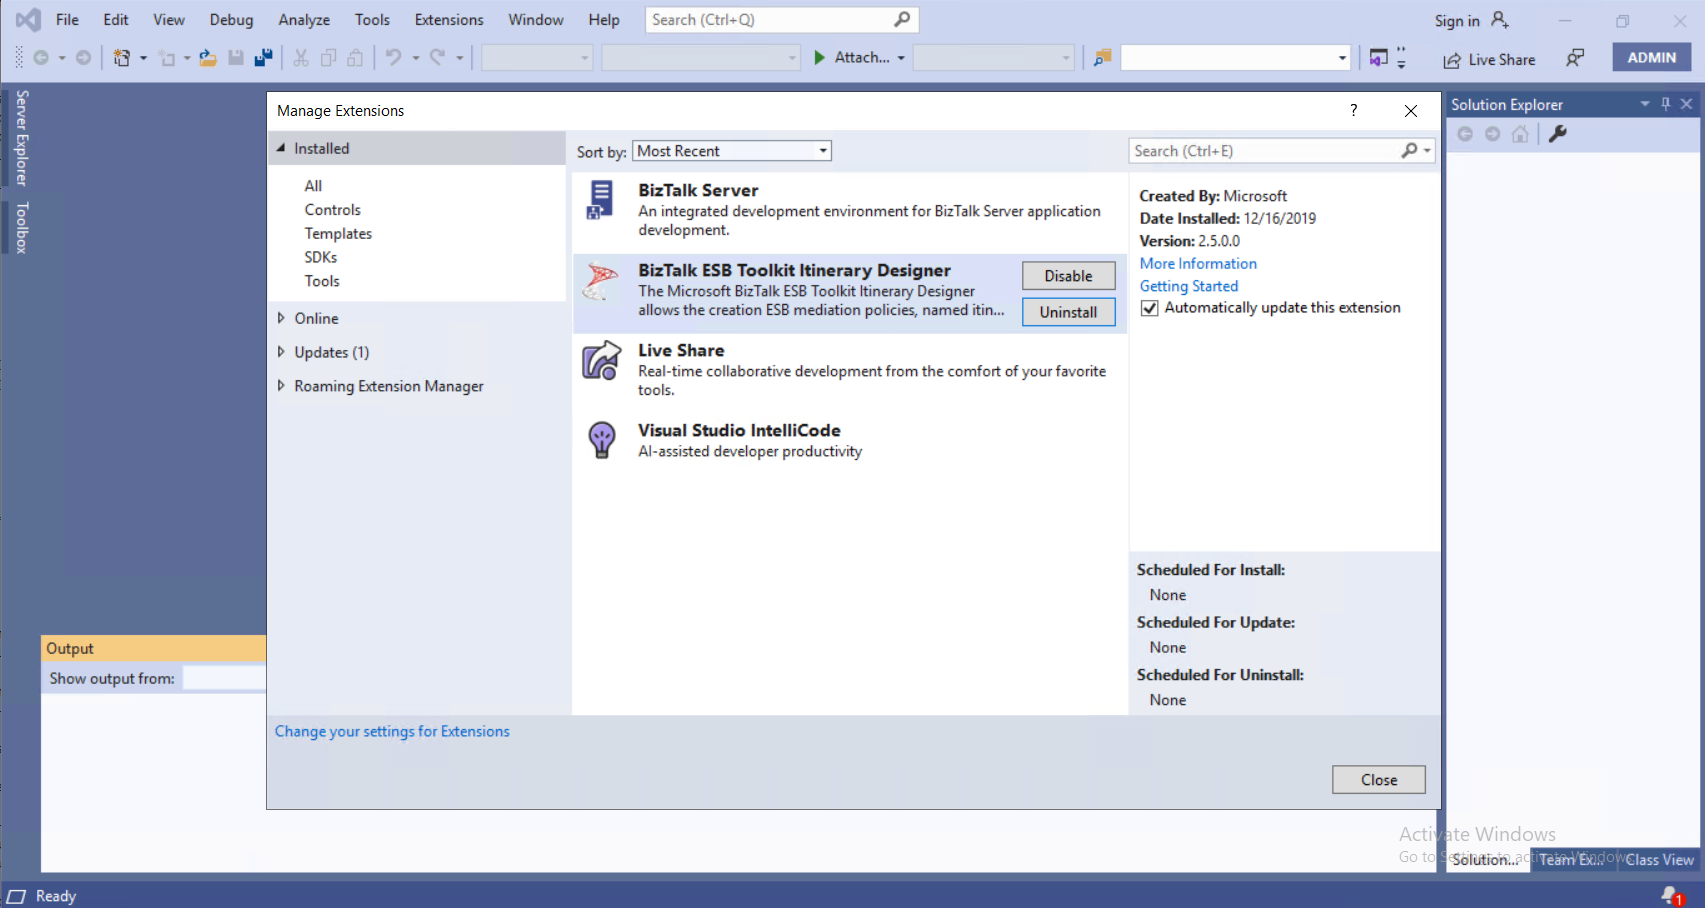 File Edit View Debug Analyze Tools Extensions Window Help Search (Ctrl+Q) Sign in
Attach... Live Share ADMIN
Server Explorer
Toolbox
Manage Extensions ?
Installed
All
Controls
Templates
SDKs
Tools
Online
Updates (1)
Roaming Extension Manager
Sort by: Most Recent
BizTalk Server
An integrated development environment for BizTalk Server application
development.
BizTalk ESB Toolkit Itinerary Designer
The Microsoft BizTalk ESB Toolkit Itinerary Designer
allows the creation ESB mediation policies, named itin...
Disable
Uninstall
Live Share
Real-time collaborative development from the comfort of your favorite
tools.
Visual Studio IntelliCode
AI-assisted developer productivity
Search (Ctrl+E)
Created By: Microsoft
Date Installed: 12/16/2019
Version: 2.5.0.0
More Information
Getting Started
Automatically update this extension
Scheduled For Install:
None
Scheduled For Update:
None
Scheduled For Uninstall:
None
Change your settings for Extensions
Close
Solution Explorer
Output
Show output from:
Activate Windows
Go to Settings to activate Windows.
Solution... Team Ex... Class View
Ready
1